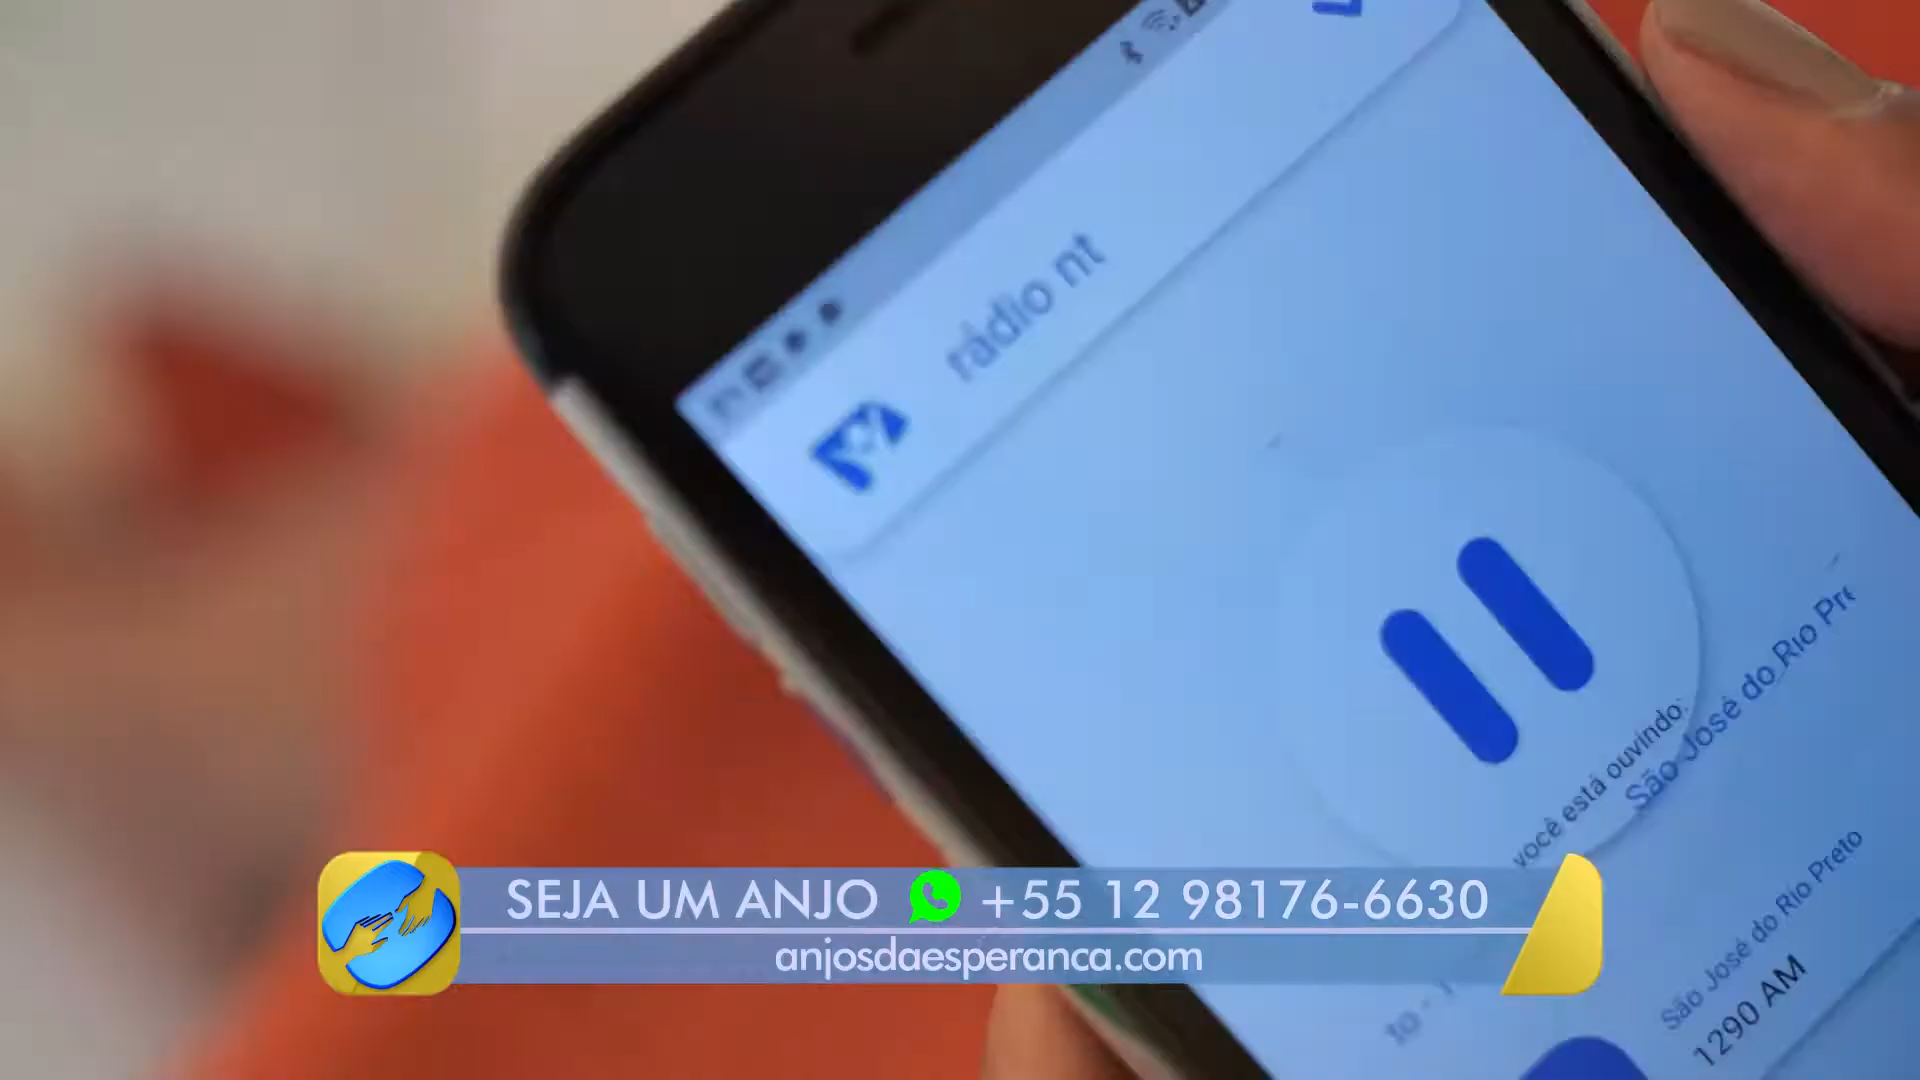 rádio nt
você está ouvindo:
São José do Rio Pre
São José do Rio Preto
1290 AM
SEJA UM ANJO +55 12 98176-6630
anjosdaesperanca.com